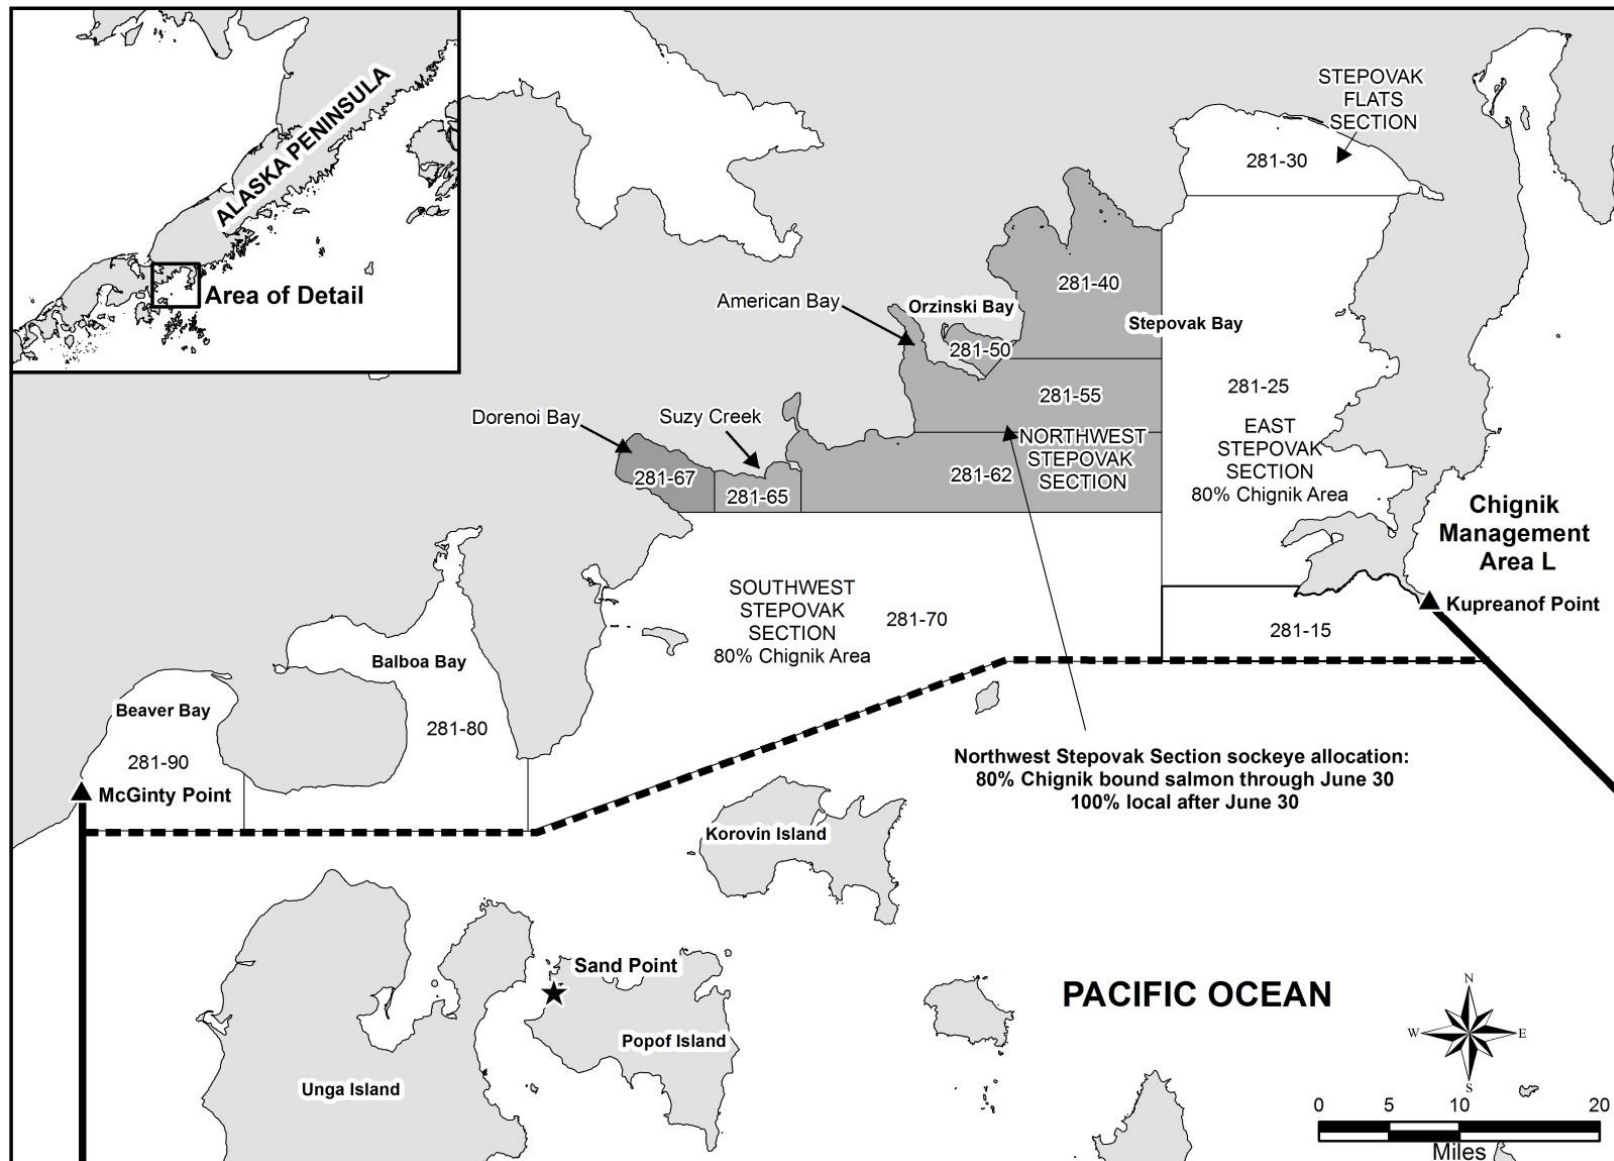 ALASKA PENINSULA
Area of Detail
STEPOVAK
FLATS
SECTION
281-30
American Bay
Orzinski Bay
281-40
Stepovak Bay
281-50
281-55
281-25
EAST
STEPOVAK
SECTION
80% Chignik Area
Dorenoi Bay
Suzy Creek
NORTHWEST
STEPOVAK
SECTION
281-67
281-65
281-62
Chignik
Management
Area L
Kupreanof Point
SOUTHWEST
STEPOVAK
SECTION
80% Chignik Area
281-70
281-15
Balboa Bay
Beaver Bay
281-80
281-90
McGinty Point
Northwest Stepovak Section sockeye allocation:
80% Chignik bound salmon through June 30
100% local after June 30
Korovin Island
Sand Point
PACIFIC OCEAN
Popof Island
Unga Island
N
W E
S
0 5 10 20
Miles